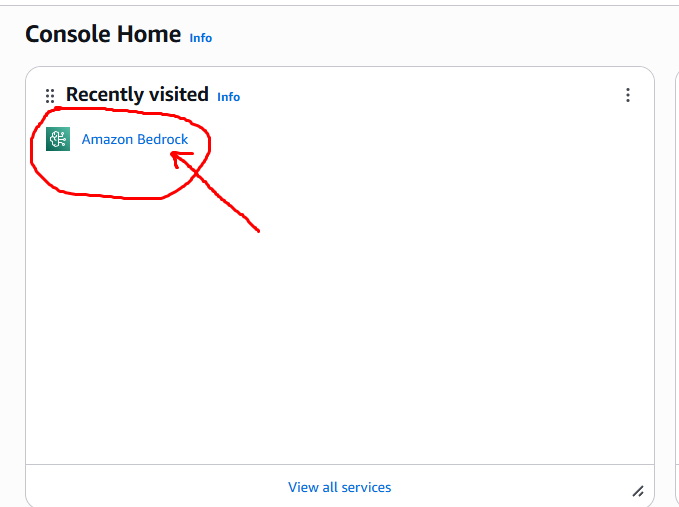 Console Home Info
Recently visited Info
Amazon Bedrock
View all services